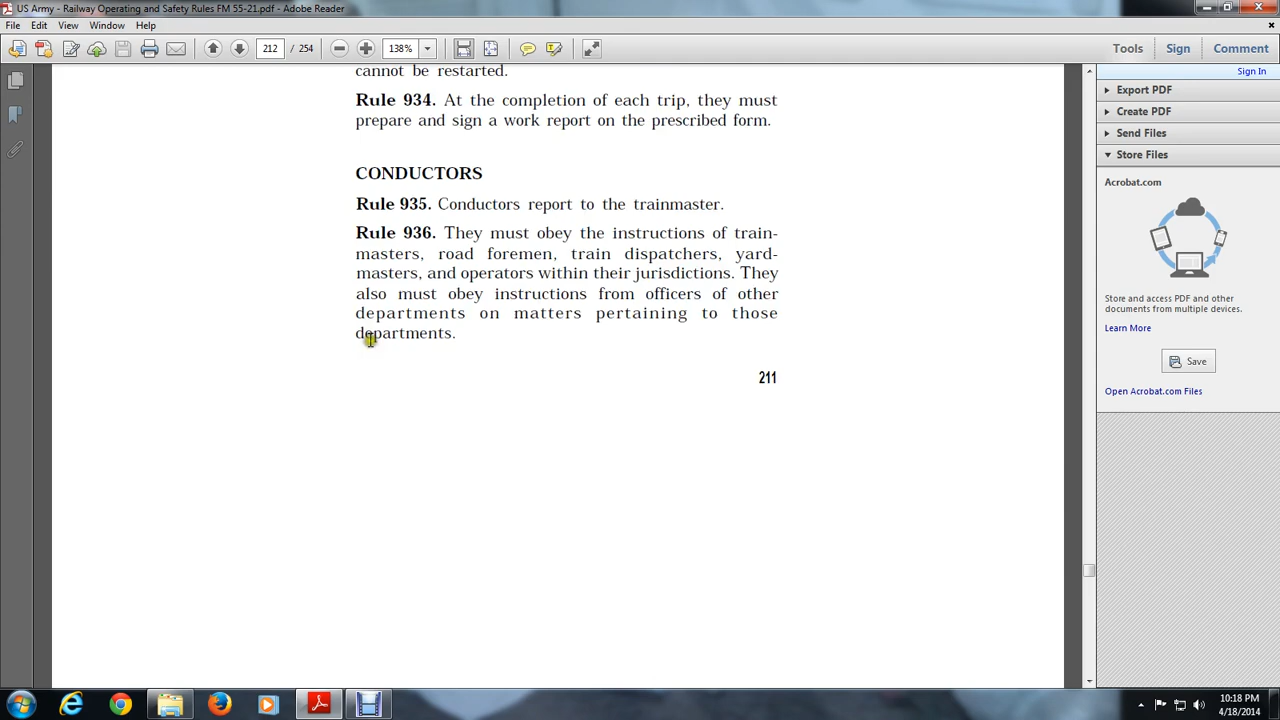 US Army - Railway Operating and Safety Rules FM 55-21.pdf - Adobe Reader
File Edit View Window Help
212 / 254 138% Tools Sign Comment
Sign In
Export PDF
Create PDF
Send Files
Store Files
Acrobat.com
Store and access PDF and other
documents from multiple devices.
Learn More
Save
Open Acrobat.com Files
cannot be restarted.
Rule 934. At the completion of each trip, they must
prepare and sign a work report on the prescribed form.
CONDUCTORS
Rule 935. Conductors report to the trainmaster.
Rule 936. They must obey the instructions of train-
masters, road foremen, train dispatchers, yard-
masters, and operators within their jurisdictions. They
also must obey instructions from officers of other
departments on matters pertaining to those
departments.
211
10:18 PM
4/18/2014